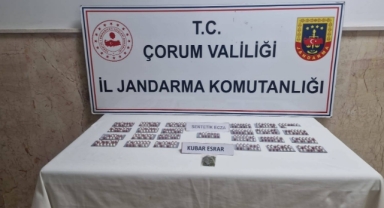 T.C.
ÇORUM VALİLİĞİ
İL JANDARMA KOMUTANLIĞI
KUBAR ESRAR